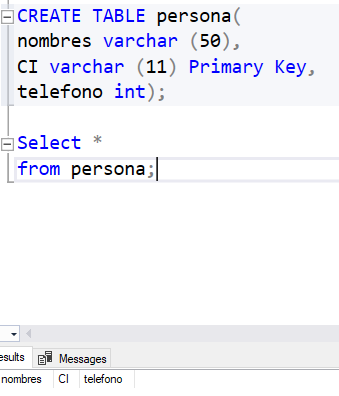 CREATE TABLE persona(
nombres varchar (50),
CI varchar (11) Primary Key,
telefono int);
Select *
from persona;
esults Messages
nombres CI telefono